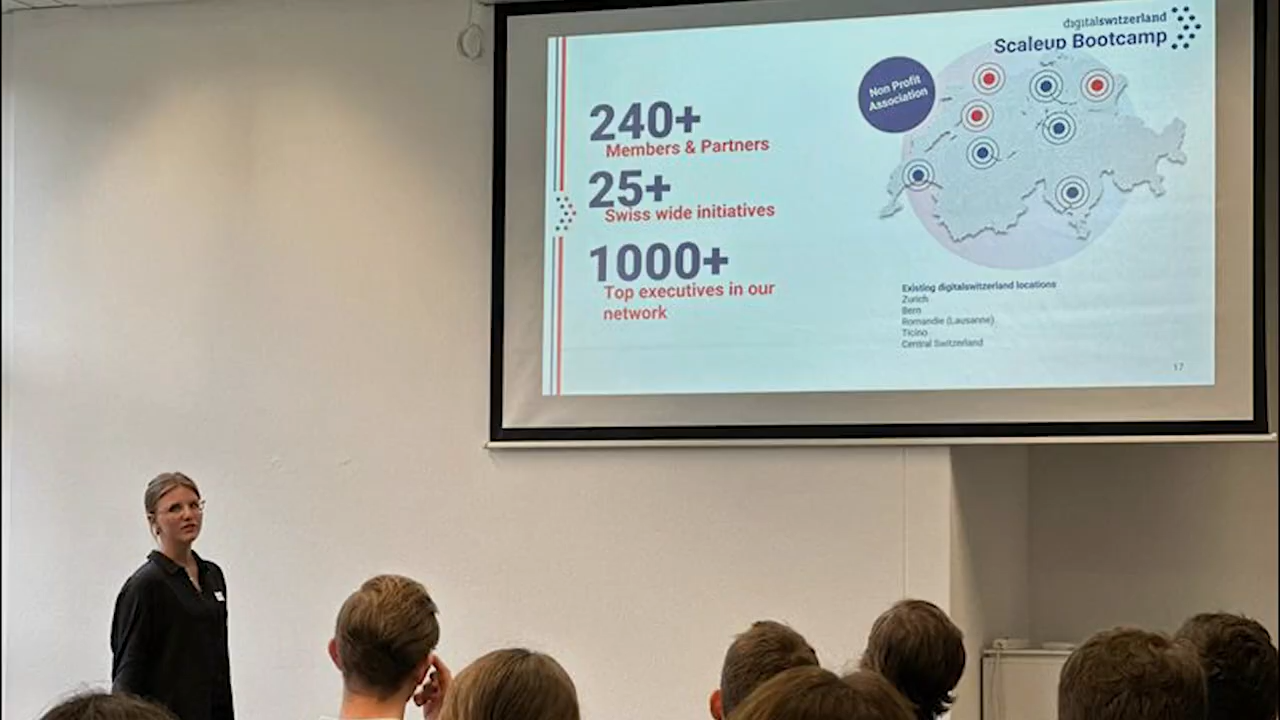 digitalswitzerland
Scaleup Bootcamp
Non Profit
Association
240+
Members & Partners
25+
Swiss wide initiatives
1000+
Top executives in our
network
Existing digitalswitzerland locations
Zurich
Bern
Romandie (Lausanne)
Ticino
Central Switzerland
17